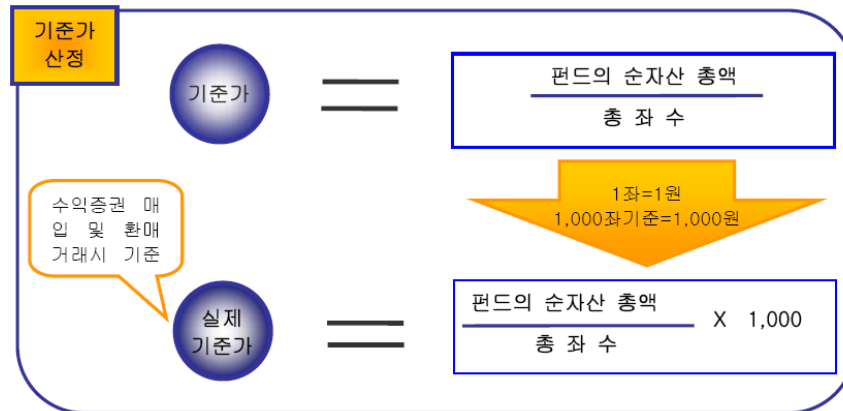 기준가
산정
기준가
펀드의 순자산 총액
총 좌 수
1좌=1원
1,000좌기준=1,000원
수익증권 매
입 및 환매
거래시 기준
실제
기준가
펀드의 순자산 총액
X 1,000
총 좌 수